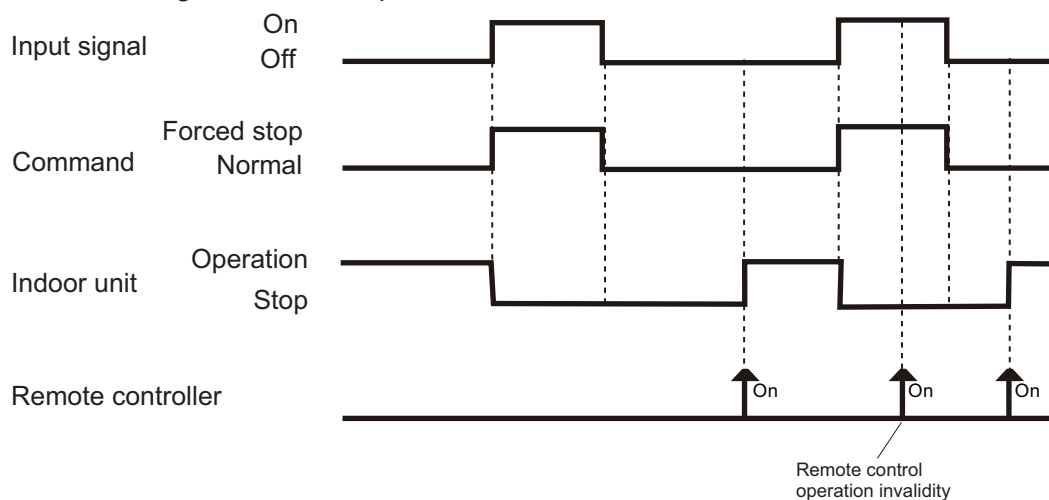 On
Input signal
Off
Forced stop
Command
Normal
Operation
Indoor unit
Stop
On
On
On
Remote controller
Remote control
operation invalidity